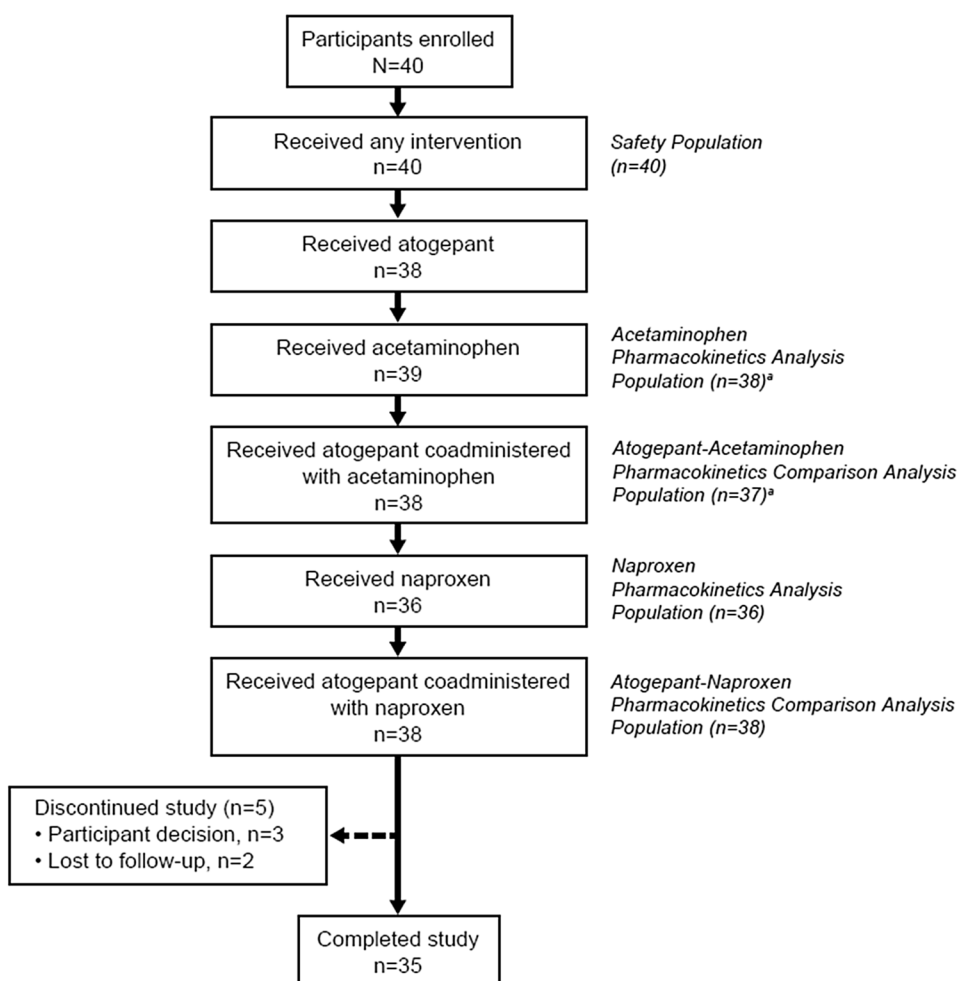 Participants enrolled
N=40
Received any intervention
n=40
Safety Population
(n=40)
Received atogepant
n=38
Received acetaminophen
n=39
Acetaminophen
Pharmacokinetics Analysis
Population (n=38)ª
Received atogepant coadministered
with acetaminophen
n=38
Atogepant-Acetaminophen
Pharmacokinetics Comparison Analysis
Population (n=37)ª
Received naproxen
n=36
Naproxen
Pharmacokinetics Analysis
Population (n=36)
Received atogepant coadministered
with naproxen
n=38
Atogepant-Naproxen
Pharmacokinetics Comparison Analysis
Population (n=38)
Discontinued study (n=5)
• Participant decision, n=3
• Lost to follow-up, n=2
Completed study
n=35